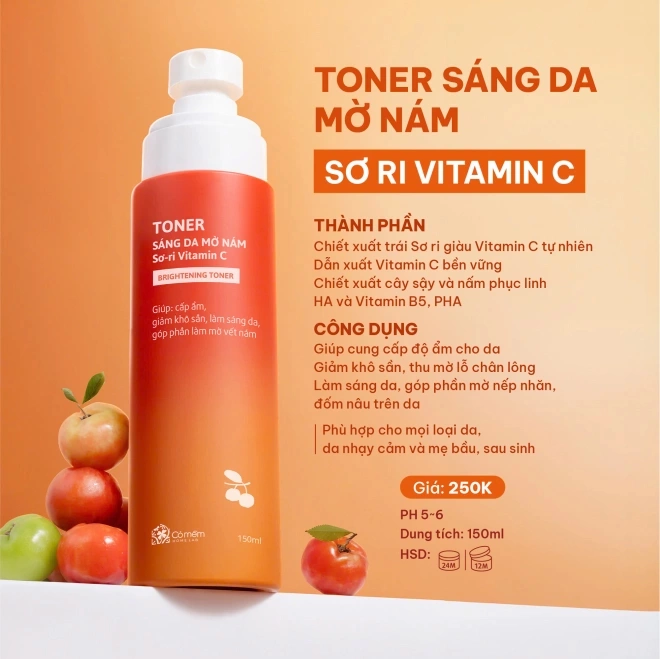 TONER SÁNG DA
MỜ NÁM
SƠ RI VITAMIN C
THÀNH PHẦN
Chiết xuất trái Sơ ri giàu Vitamin C tự nhiên
Dẫn xuất Vitamin C bền vững
Chiết xuất cây sậy và nấm phục linh
HA và Vitamin B5, PHA
CÔNG DỤNG
Giúp cung cấp độ ẩm cho da
Giảm khô sần, thu mờ lỗ chân lông
Làm sáng da, góp phần mờ nếp nhăn,
đốm nâu trên da
Phù hợp cho mọi loại da,
da nhạy cảm và mẹ bầu, sau sinh
Giá: 250K
PH 5~6
Dung tích: 150ml
HSD: 24M 12M
TONER
SÁNG DA MỜ NÁM
Sơ-ri Vitamin C
BRIGHTENING TONER
Giúp: cấp ẩm,
giảm khô sần, làm sáng da,
góp phần làm mờ vết nám
Cỏ mềm
HOME LAB
150ml